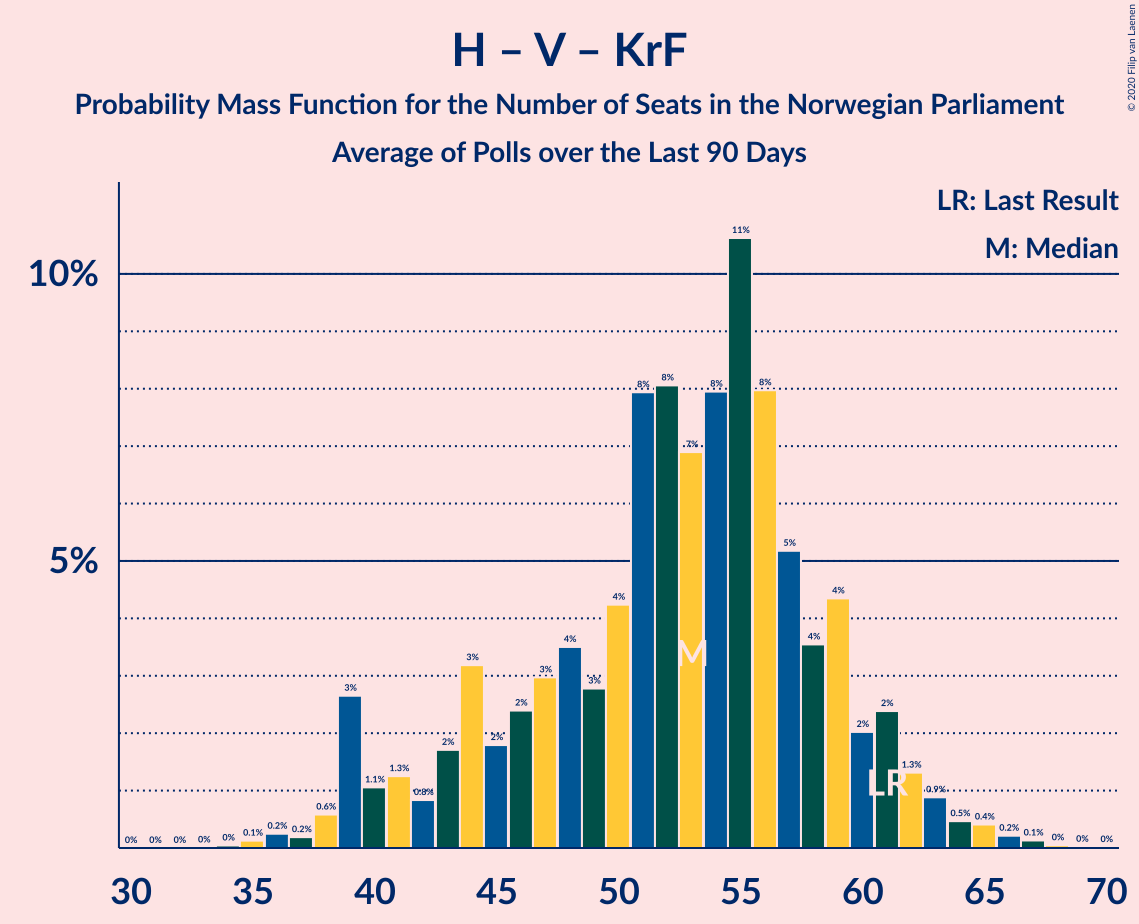 H – V – KrF
Probability Mass Function for the Number of Seats in the Norwegian Parliament
Average of Polls over the Last 90 Days
© 2020 Filip van Laenen
LR: Last Result
M: Median
10%
5%
0% 0% 0% 0% 0% 0.1% 0.2% 0.2% 0.6% 3% 1.1% 1.3% 0.8% 2% 3% 2% 2% 3% 4% 3% 4% 8% 8% 7% 8% 11% 8% 5% 4% 4% 2% 2% 1.3% 0.9% 0.5% 0.4% 0.2% 0.1% 0% 0% 0%
M
LR
30 35 40 45 50 55 60 65 70